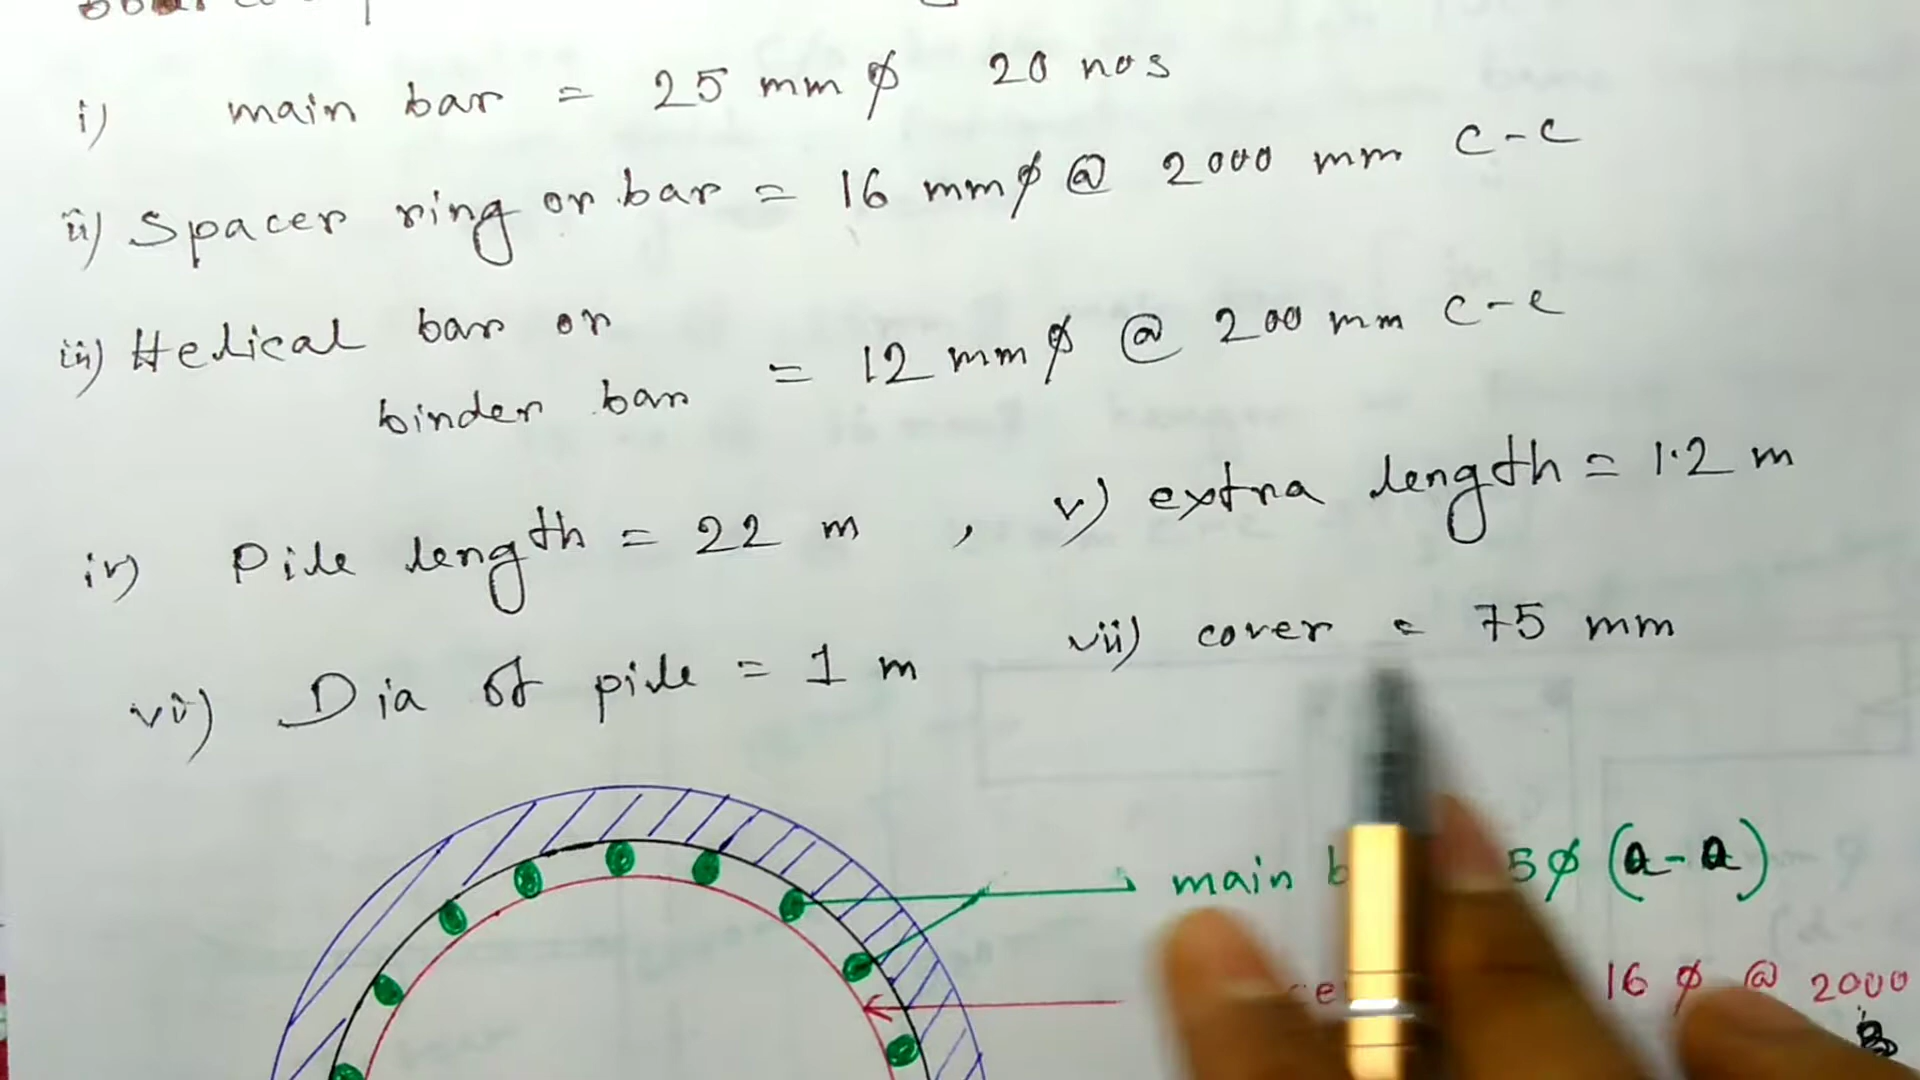 i) main bar = 25 mm ϕ 20 nos
ii) Spacer ring or bar = 16 mm ϕ @ 2000 mm c-c
iii) Helical bar or
binder bar = 12 mm ϕ @ 200 mm c-c
iv) Pile length = 22 m , v) extra length = 1.2 m
vi) Dia of pile = 1 m vii) cover = 75 mm
main 5ϕ (a-a)
16 ϕ @ 2000